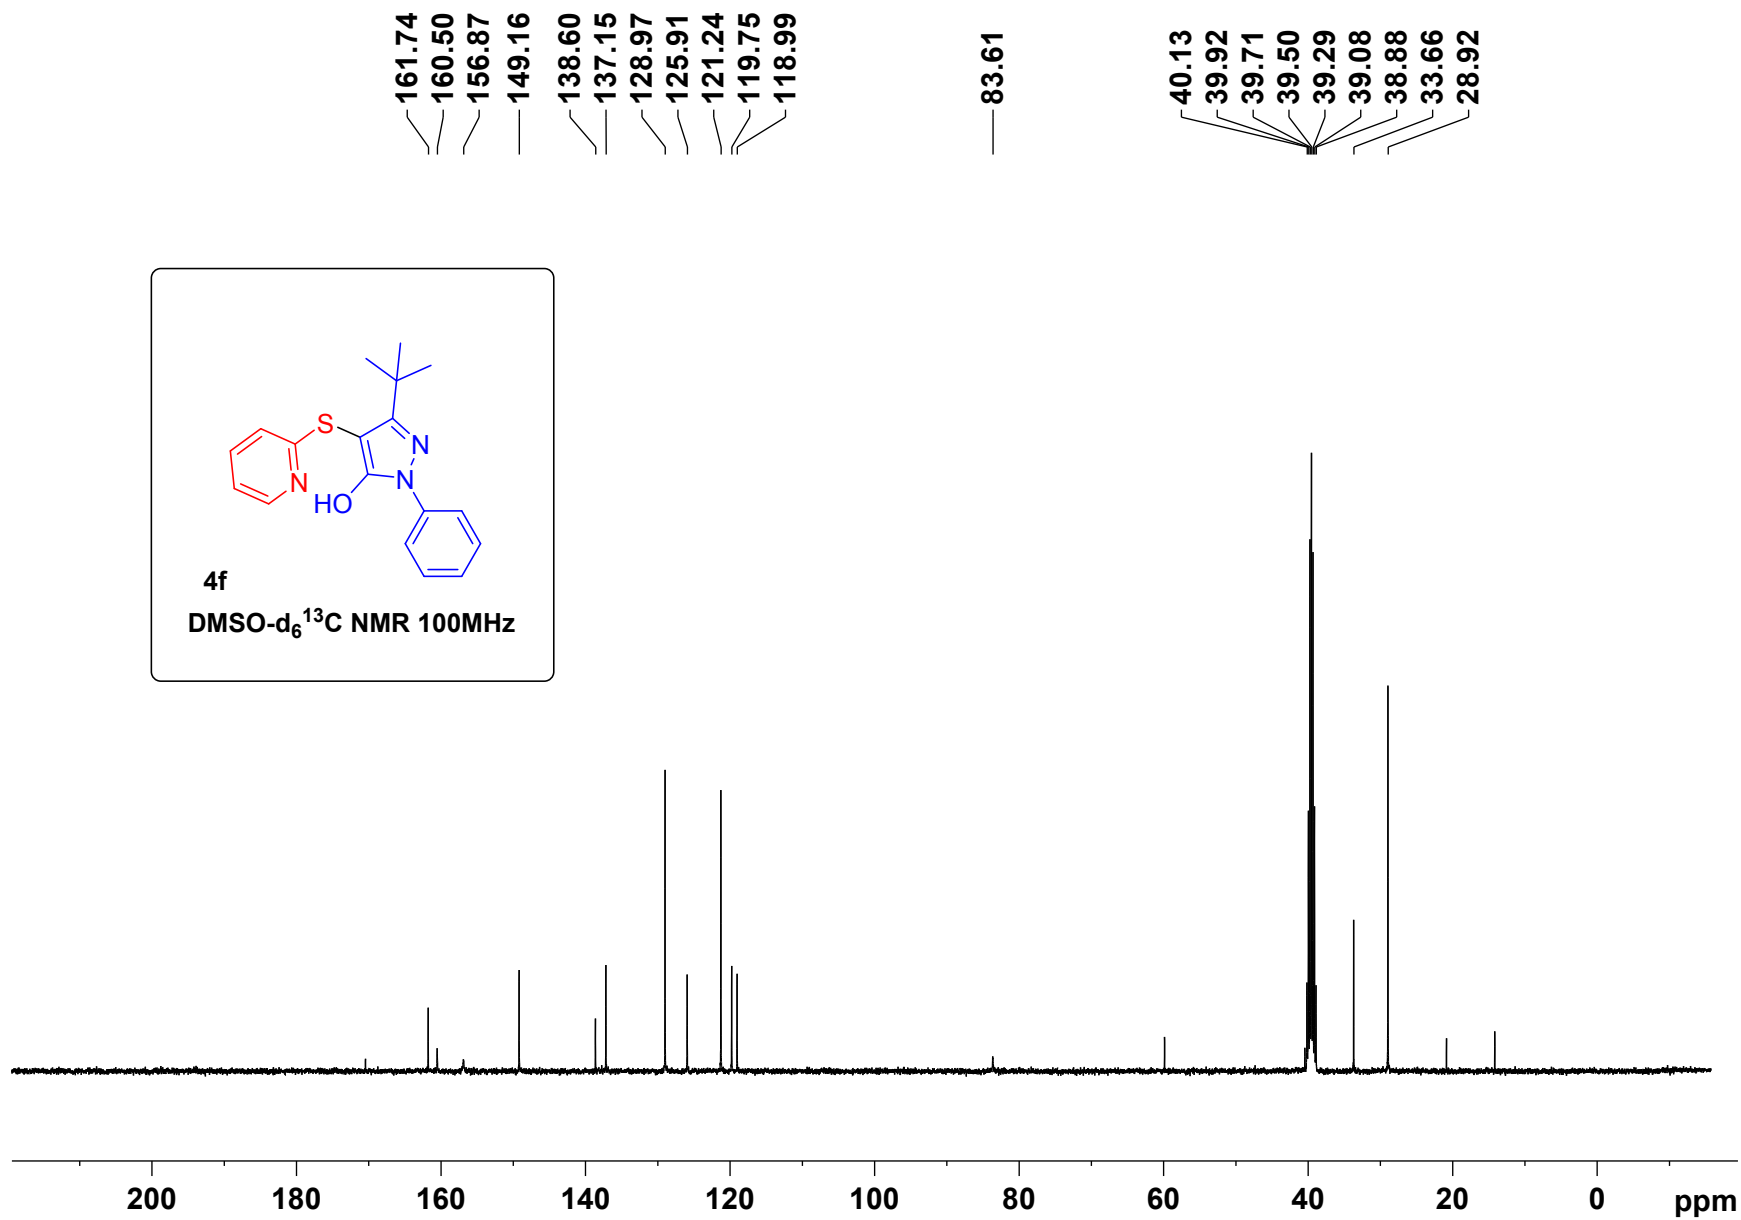 161.74
160.50
156.87
149.16
138.60
137.15
128.97
125.91
121.24
119.75
118.99
83.61
40.13
39.92
39.71
39.50
39.29
39.08
38.88
33.66
28.92
S
N
N
N
HO
4f
DMSO-d₆¹³C NMR 100MHz
200 180 160 140 120 100 80 60 40 20 0 ppm